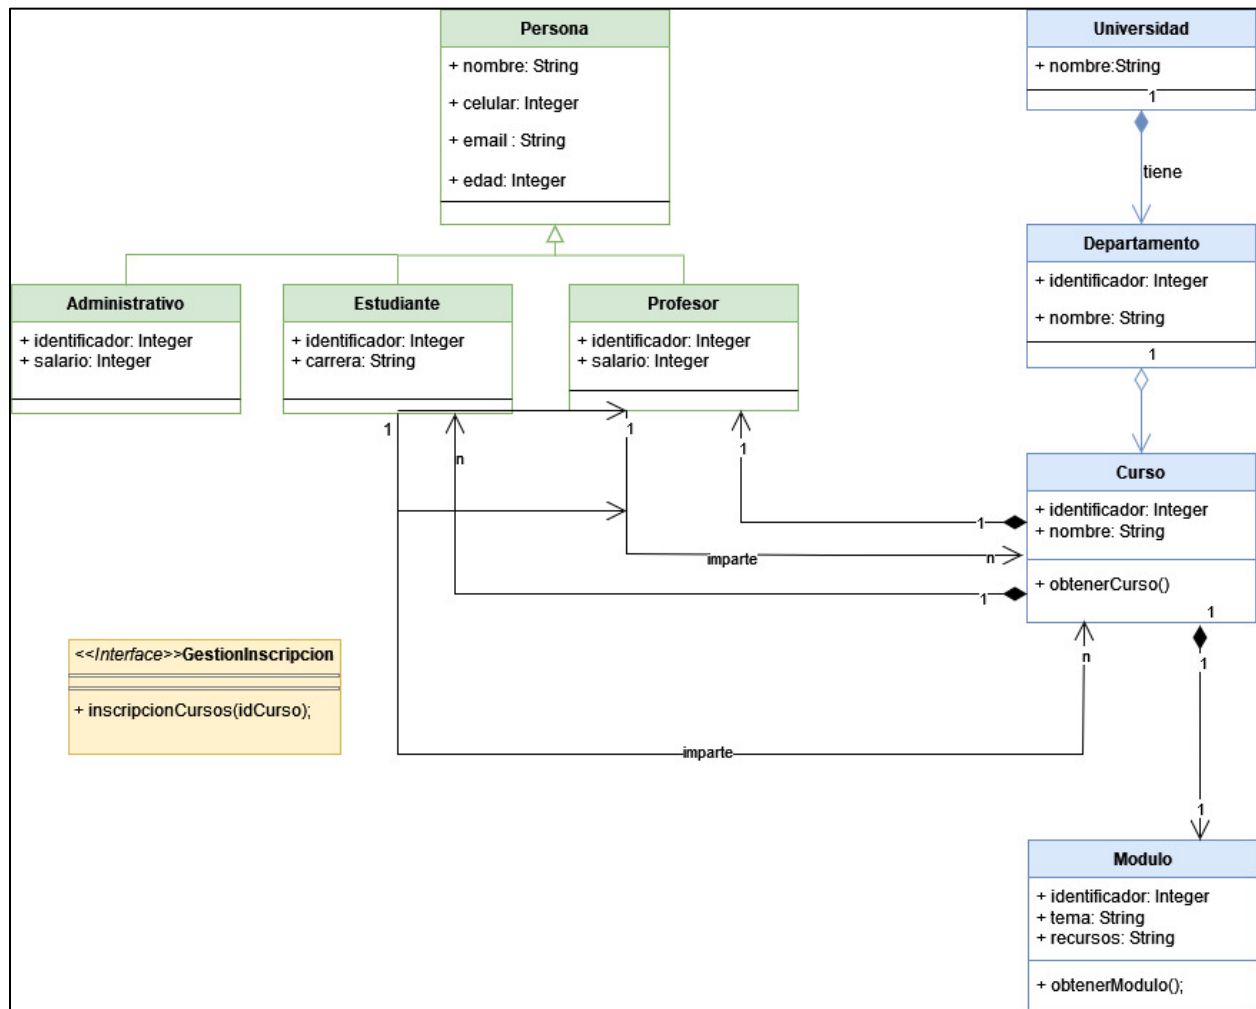 Persona
+ nombre: String
+ celular: Integer
+ email : String
+ edad: Integer
Universidad
+ nombre:String
1
tiene
Departamento
+ identificador: Integer
+ nombre: String
1
Administrativo
+ identificador: Integer
+ salario: Integer
Estudiante
+ identificador: Integer
+ carrera: String
Profesor
+ identificador: Integer
+ salario: Integer
1
n
1
1
Curso
+ identificador: Integer
+ nombre: String
+ obtenerCurso()
1
imparte
n
1
1
1
n
<<Interface>>GestionInscripcion
+ inscripcionCursos(idCurso);
imparte
1
Modulo
+ identificador: Integer
+ tema: String
+ recursos: String
+ obtenerModulo();